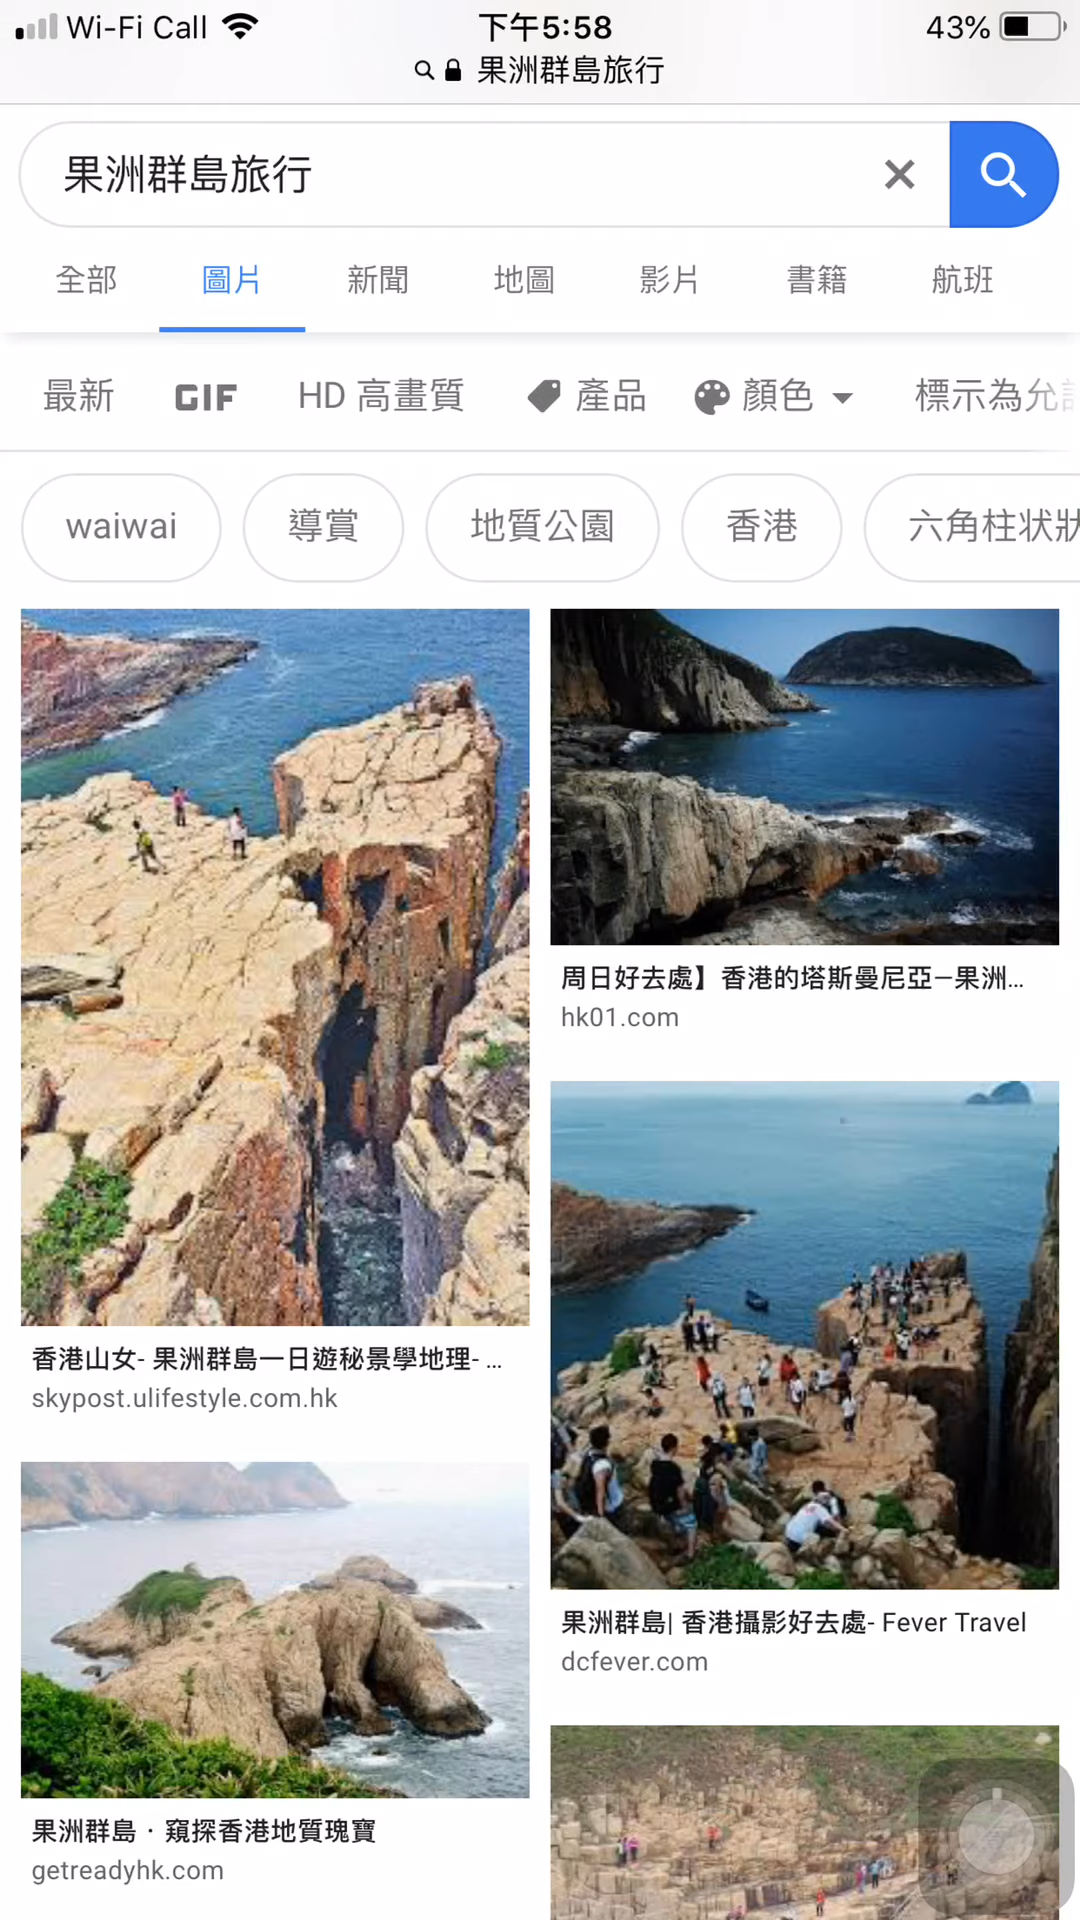 Wi-Fi Call 下午5:58 43%
果洲群島旅行
果洲群島旅行
全部 圖片 新聞 地圖 影片 書籍 航班
最新 GIF HD 高畫質 產品 顏色 標示為允
waiwai 導賞 地質公園 香港 六角柱状
周日好去處】香港的塔斯曼尼亞—果洲...
hk01.com
香港山女- 果洲群島一日遊秘景學地理- ...
skypost.ulifestyle.com.hk
果洲群島| 香港攝影好去處- Fever Travel
dcfever.com
果洲群島 · 窺探香港地質瑰寶
getreadyhk.com